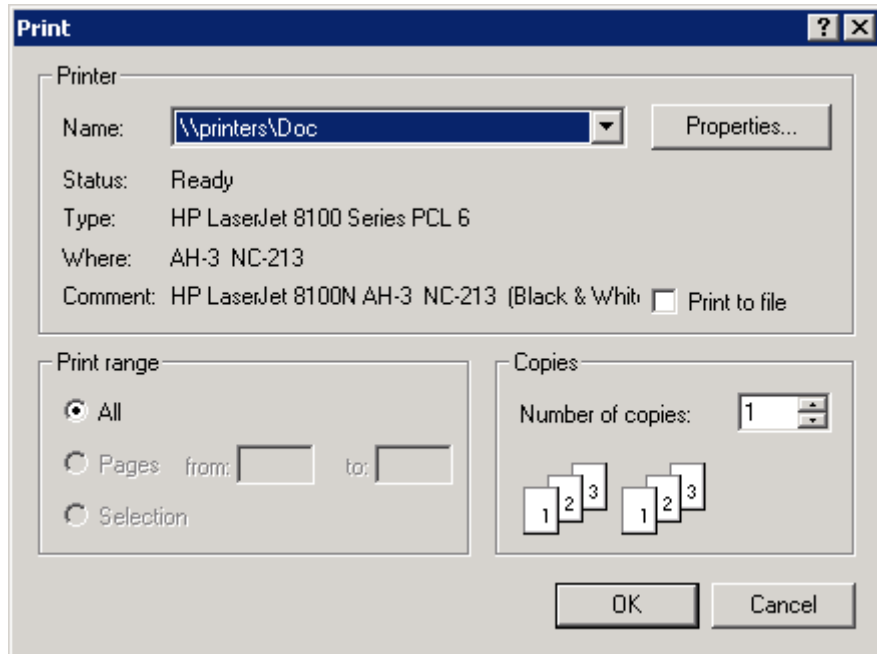 Print
Printer
Name: \\printers\Doc Properties...
Status: Ready
Type: HP LaserJet 8100 Series PCL 6
Where: AH-3 NC-213
Comment: HP LaserJet 8100N AH-3 NC-213 (Black & Whit Print to file
Print range
All
Pages from: to:
Selection
Copies
Number of copies: 1
1 2 3 1 2 3
OK Cancel